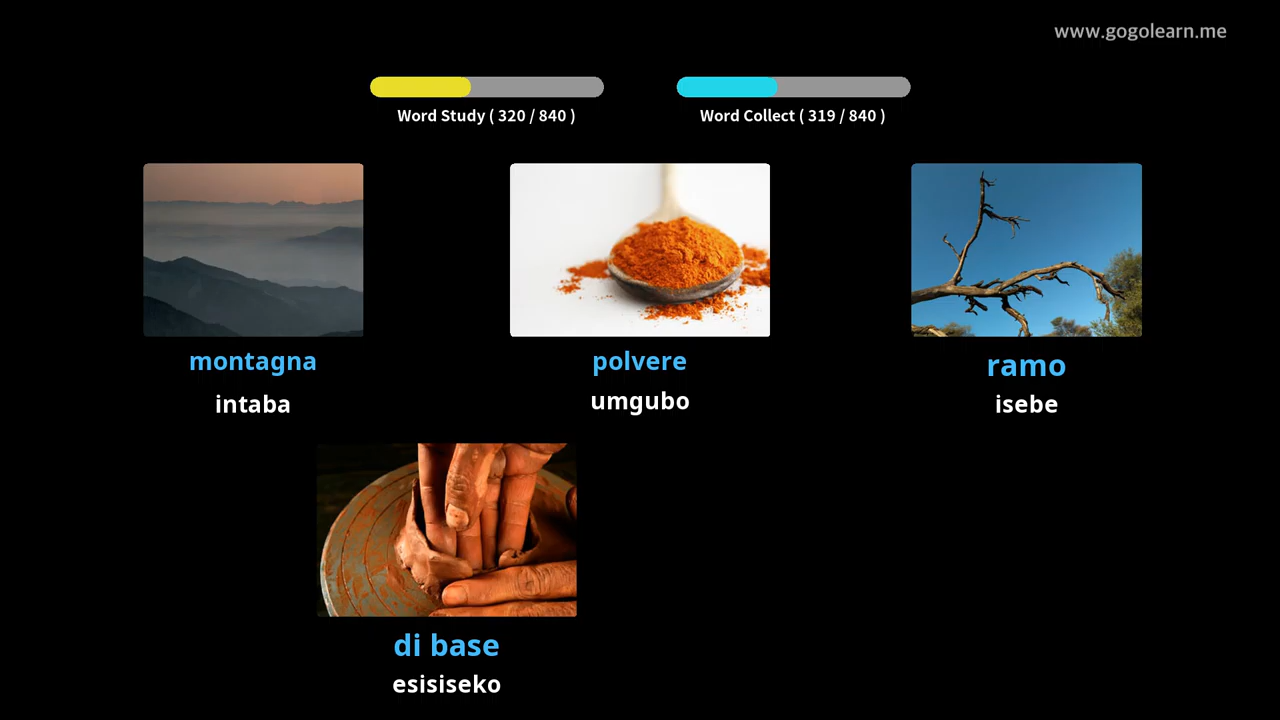 www.gogolearn.me
Word Study ( 320 / 840 )
Word Collect ( 319 / 840 )
montagna
intaba
polvere
umgubo
ramo
isebe
di base
esisiseko